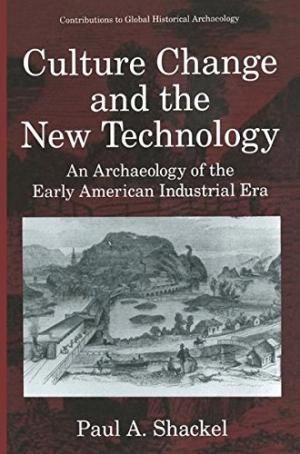 Contributions to Global Historical Archaeology
Culture Change
and the
New Technology
An Archaeology of the
Early American Industrial Era
Paul A. Shackel